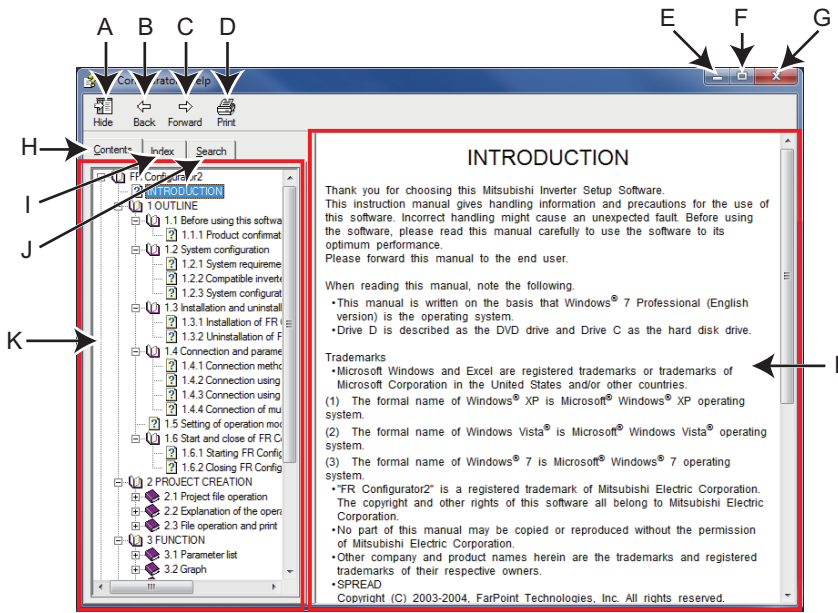 A B C D E F G
Hide Back Forward Print
H
Contents Index Search
I
J
K
FR Configurator2
INTRODUCTION
1 OUTLINE
1.1 Before using this softwa
1.1.1 Product confirmat
1.2 System configuration
1.2.1 System requireme
1.2.2 Compatible inverte
1.2.3 System configurat
1.3 Installation and uninstall
1.3.1 Installation of FR
1.3.2 Uninstallation of F
1.4 Connection and parame
1.4.1 Connection metho
1.4.2 Connection using
1.4.3 Connection using
1.4.4 Connection of mu
1.5 Setting of operation mod
1.6 Start and close of FR C
1.6.1 Starting FR Config
1.6.2 Closing FR Config
2 PROJECT CREATION
2.1 Project file operation
2.2 Explanation of the opera
2.3 File operation and print
3 FUNCTION
3.1 Parameter list
3.2 Graph
INTRODUCTION
Thank you for choosing this Mitsubishi Inverter Setup Software.
This instruction manual gives handling information and precautions for the use of
this software. Incorrect handling might cause an unexpected fault. Before using
the software, please read this manual carefully to use the software to its
optimum performance.
Please forward this manual to the end user.
When reading this manual, note the following.
•This manual is written on the basis that Windows® 7 Professional (English
version) is the operating system.
•Drive D is described as the DVD drive and Drive C as the hard disk drive.
Trademarks
•Microsoft Windows and Excel are registered trademarks or trademarks of
Microsoft Corporation in the United States and/or other countries.
(1) The formal name of Windows® XP is Microsoft® Windows® XP operating
system.
(2) The formal name of Windows Vista® is Microsoft® Windows Vista® operating
system.
(3) The formal name of Windows® 7 is Microsoft® Windows® 7 operating
system.
•"FR Configurator2" is a registered trademark of Mitsubishi Electric Corporation.
The copyright and other rights of this software all belong to Mitsubishi Electric
Corporation.
•No part of this manual may be copied or reproduced without the permission
of Mitsubishi Electric Corporation.
•Other company and product names herein are the trademarks and registered
trademarks of their respective owners.
•SPREAD
Copyright (C) 2003-2004, FarPoint Technologies, Inc. All rights reserved.